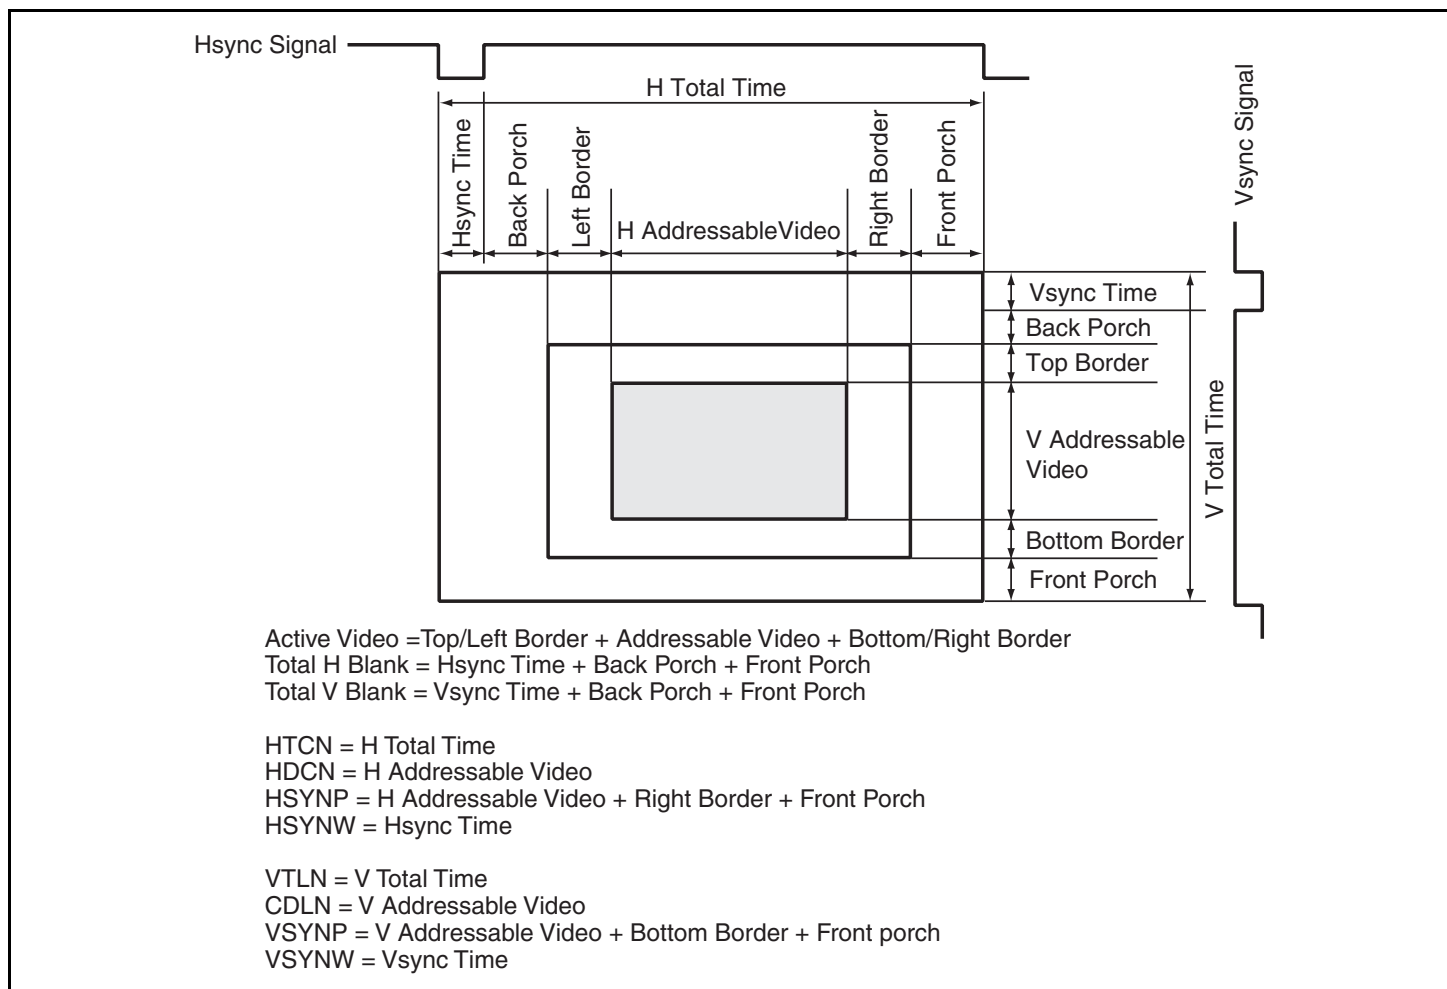 Hsync Signal
H Total Time
Vsync Signal
Hsync Time
Back Porch
Left Border
H AddressableVideo
Right Border
Front Porch
Vsync Time
Back Porch
Top Border
V Addressable
Video
V Total Time
Bottom Border
Front Porch
Active Video =Top/Left Border + Addressable Video + Bottom/Right Border
Total H Blank = Hsync Time + Back Porch + Front Porch
Total V Blank = Vsync Time + Back Porch + Front Porch
HTCN = H Total Time
HDCN = H Addressable Video
HSYNP = H Addressable Video + Right Border + Front Porch
HSYNW = Hsync Time
VTLN = V Total Time
CDLN = V Addressable Video
VSYNP = V Addressable Video + Bottom Border + Front porch
VSYNW = Vsync Time